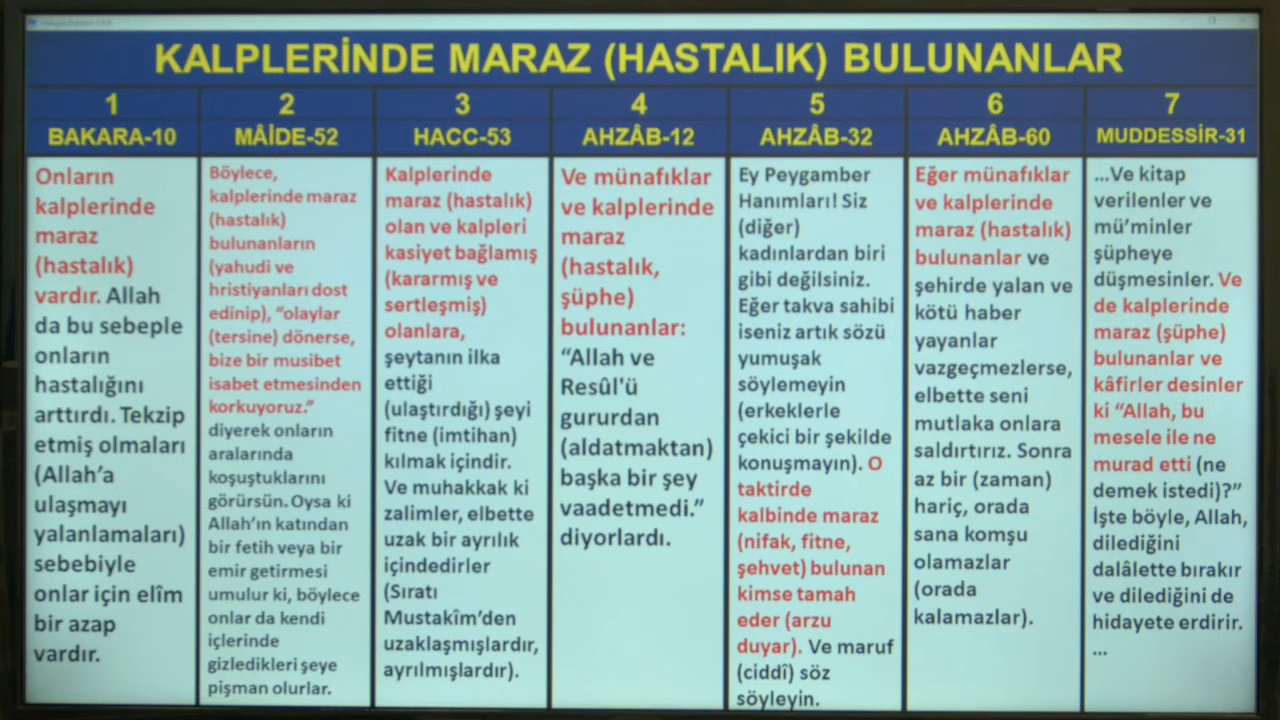 KALPLERİNDE MARAZ (HASTALIK) BULUNANLAR
1
BAKARA-10
Onların
kalplerinde
maraz
(hastalık)
vardır. Allah
da bu sebeple
onların
hastalığını
arttırdı. Tekzip
etmiş olmaları
(Allah’a
ulaşmayı
yalanlamaları)
sebebiyle
onlar için elîm
bir azap
vardır.
2
MÂİDE-52
Böylece,
kalplerinde maraz
(hastalık)
bulunanların
(yahudi ve
hristiyanları dost
edinip), “olaylar
(tersine) dönerse,
bize bir musibet
isabet etmesinden
korkuyoruz.”
diyerek onların
aralarında
koşuştuklarını
görürsün. Oysa ki
Allah’ın katından
bir fetih veya bir
emir getirmesi
umulur ki, böylece
onlar da kendi
içlerinde
gizledikleri şeye
pişman olurlar.
3
HACC-53
Kalplerinde
maraz (hastalık)
olan ve kalpleri
kasiyet bağlamış
(kararmış ve
sertleşmiş)
olanlara,
şeytanın ilka
ettiği
(ulaştırdığı) şeyi
fitne (imtihan)
kılmak içindir.
Ve muhakkak ki
zalimler, elbette
uzak bir ayrılık
içindedirler
(Sıratı
Mustakîm’den
uzaklaşmışlardır,
ayrılmışlardır).
4
AHZÂB-12
Ve münafıklar
ve kalplerinde
maraz
(hastalık,
şüphe)
bulunanlar:
“Allah ve
Resûl'ü
gururdan
(aldatmaktan)
başka bir şey
vaadetmedi.”
diyorlardı.
5
AHZÂB-32
Ey Peygamber
Hanımları! Siz
(diğer)
kadınlardan biri
gibi değilsiniz.
Eğer takva sahibi
iseniz artık sözü
yumuşak
söylemeyin
(erkeklerle
çekici bir şekilde
konuşmayın). O
taktirde
kalbinde maraz
(nifak, fitne,
şehvet) bulunan
kimse tamah
eder (arzu
duyar). Ve maruf
(ciddî) söz
söyleyin.
6
AHZÂB-60
Eğer münafıklar
ve kalplerinde
maraz (hastalık)
bulunanlar ve
şehirde yalan ve
kötü haber
yayanlar
vazgeçmezlerse,
elbette seni
mutlaka onlara
saldırtırız. Sonra
az bir (zaman)
hariç, orada
sana komşu
olamazlar
(orada
kalamazlar).
7
MUDDESSİR-31
...Ve kitap
verilenler ve
mü’minler
şüpheye
düşmesinler. Ve
de kalplerinde
maraz (şüphe)
bulunanlar ve
kâfirler desinler
ki “Allah, bu
mesele ile ne
murad etti (ne
demek istedi)?”
İşte böyle, Allah,
dilediğini
dalâlette bırakır
ve dilediğini de
hidayete erdirir.
...